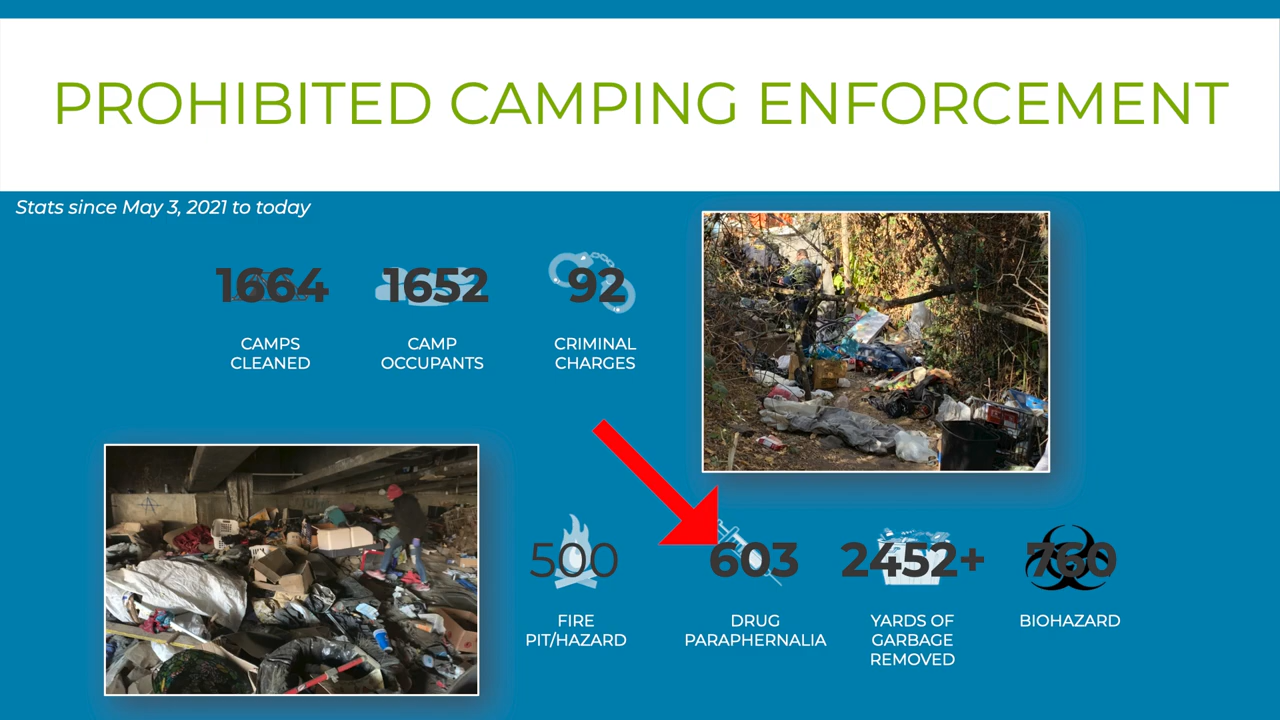 PROHIBITED CAMPING ENFORCEMENT
Stats since May 3, 2021 to today
1664
1652
92
CAMPS
CLEANED
CAMP
OCCUPANTS
CRIMINAL
CHARGES
500
603
2452+
760
FIRE
PIT/HAZARD
DRUG
PARAPHERNALIA
YARDS OF
GARBAGE
REMOVED
BIOHAZARD